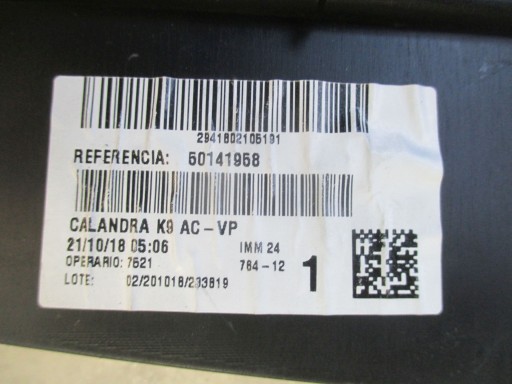 2941802105191
REFERENCIA: 50141958
CALANDRA K9 AC-VP
21/10/18 05:06 IMM 24
OPERARIO: 7521 784-12 1
LOTE: 02/201018/233819